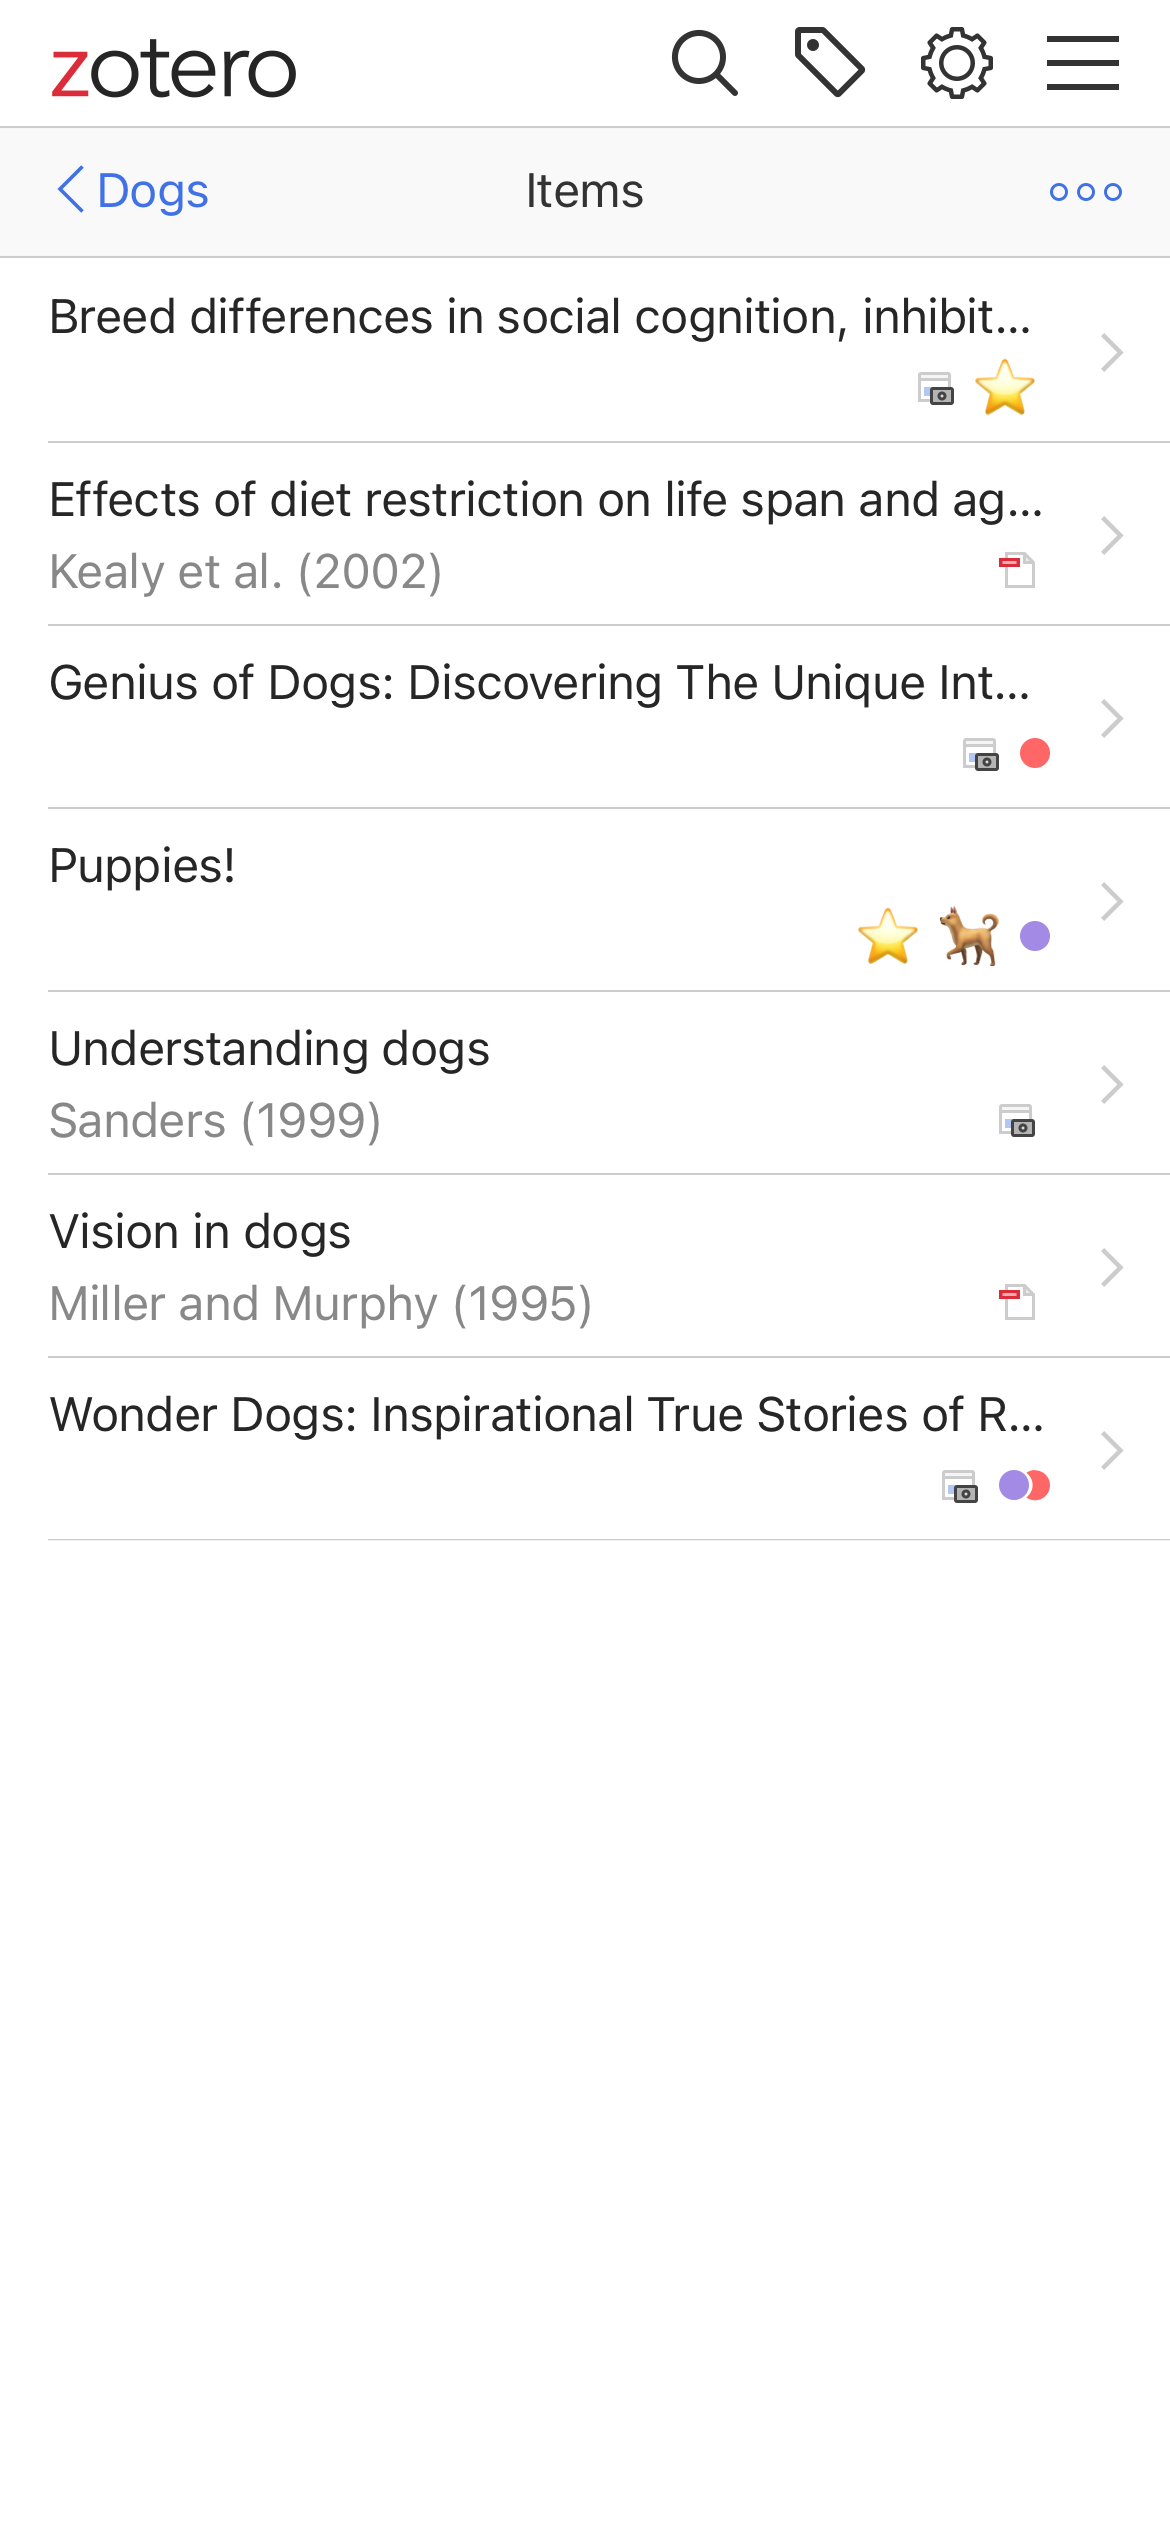 zotero
Dogs
Items
Breed differences in social cognition, inhibit...
Effects of diet restriction on life span and ag...
Kealy et al. (2002)
Genius of Dogs: Discovering The Unique Int...
Puppies!
Understanding dogs
Sanders (1999)
Vision in dogs
Miller and Murphy (1995)
Wonder Dogs: Inspirational True Stories of R...